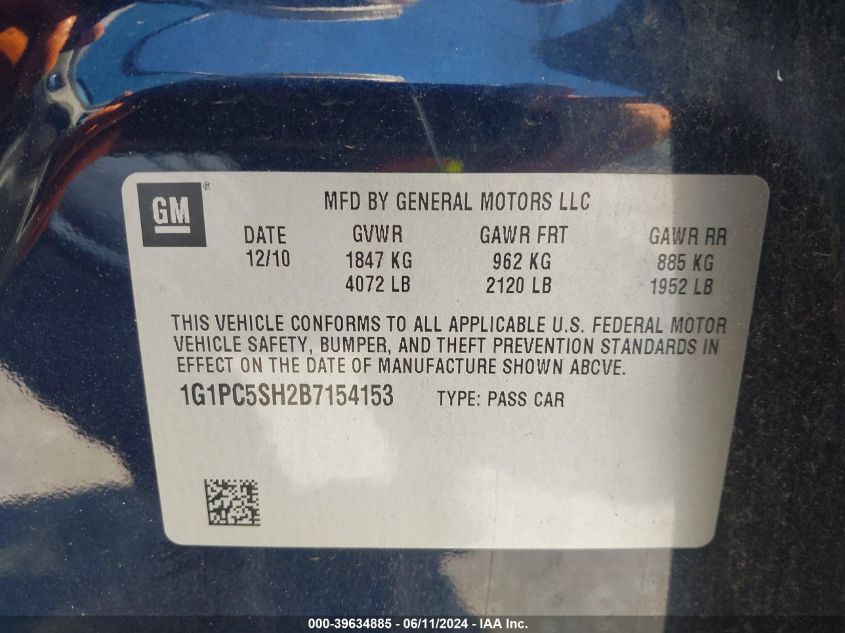 GM ®
MFD BY GENERAL MOTORS LLC
DATE GVWR GAWR FRT GAWR RR
12/10 1847 KG 962 KG 885 KG
4072 LB 2120 LB 1952 LB
THIS VEHICLE CONFORMS TO ALL APPLICABLE U.S. FEDERAL MOTOR
VEHICLE SAFETY, BUMPER, AND THEFT PREVENTION STANDARDS IN
EFFECT ON THE DATE OF MANUFACTURE SHOWN ABOVE.
1G1PC5SH2B7154153 TYPE: PASS CAR
000-39634885 - 06/11/2024 - IAA Inc.